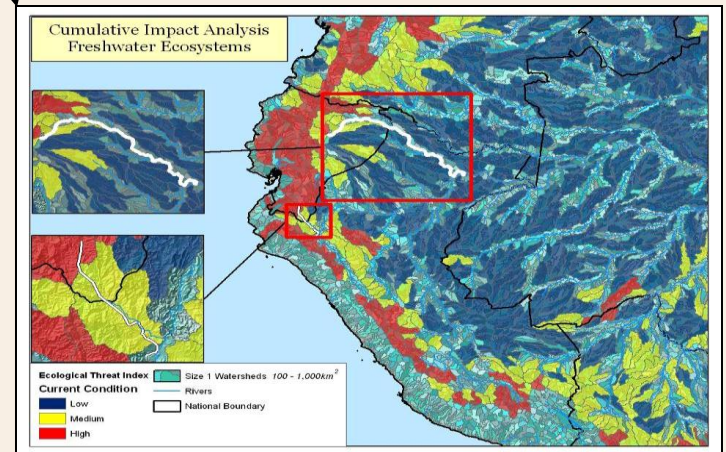 Cumulative Impact Analysis
Freshwater Ecosystems
Ecological Threat Index
Current Condition
Low
Medium
High
Size 1 Watersheds 100 - 1,000km²
Rivers
National Boundary